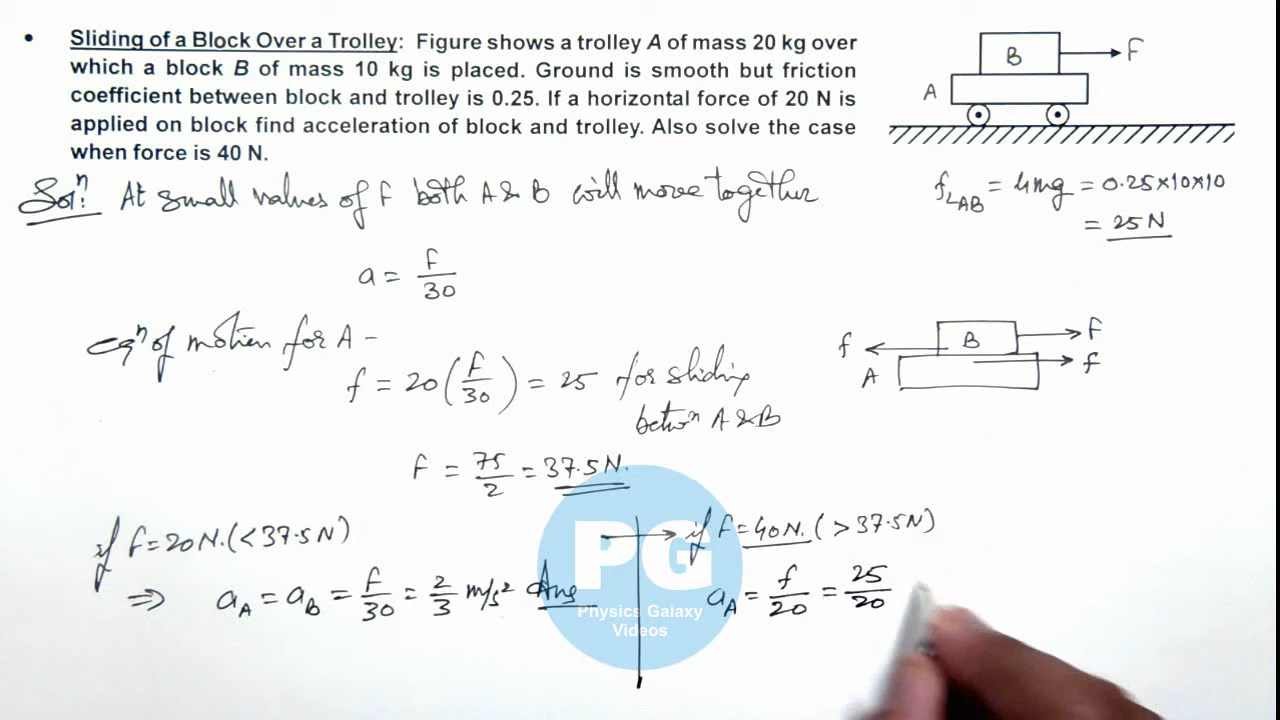 • Sliding of a Block Over a Trolley: Figure shows a trolley A of mass 20 kg over
which a block B of mass 10 kg is placed. Ground is smooth but friction
coefficient between block and trolley is 0.25. If a horizontal force of 20 N is
applied on block find acceleration of block and trolley. Also solve the case
when force is 40 N.
B
F
A
Solⁿ: At small values of F both A & B will move together
f_LAB = μmg = 0.25×10×10
= 25 N
a = F/30
eqⁿ of motion for A –
f = 20 (F/30) = 25 for sliding
betwⁿ A & B
f
B
F
A
f
F = 75/2 = 37.5 N.
if F = 20 N. (< 37.5 N)
⇒ a_A = a_B = F/30 = 2/3 m/s² Ans
→ if F = 40 N. (> 37.5 N)
a_A = f/20 = 25/20
PG
Physics Galaxy
Videos